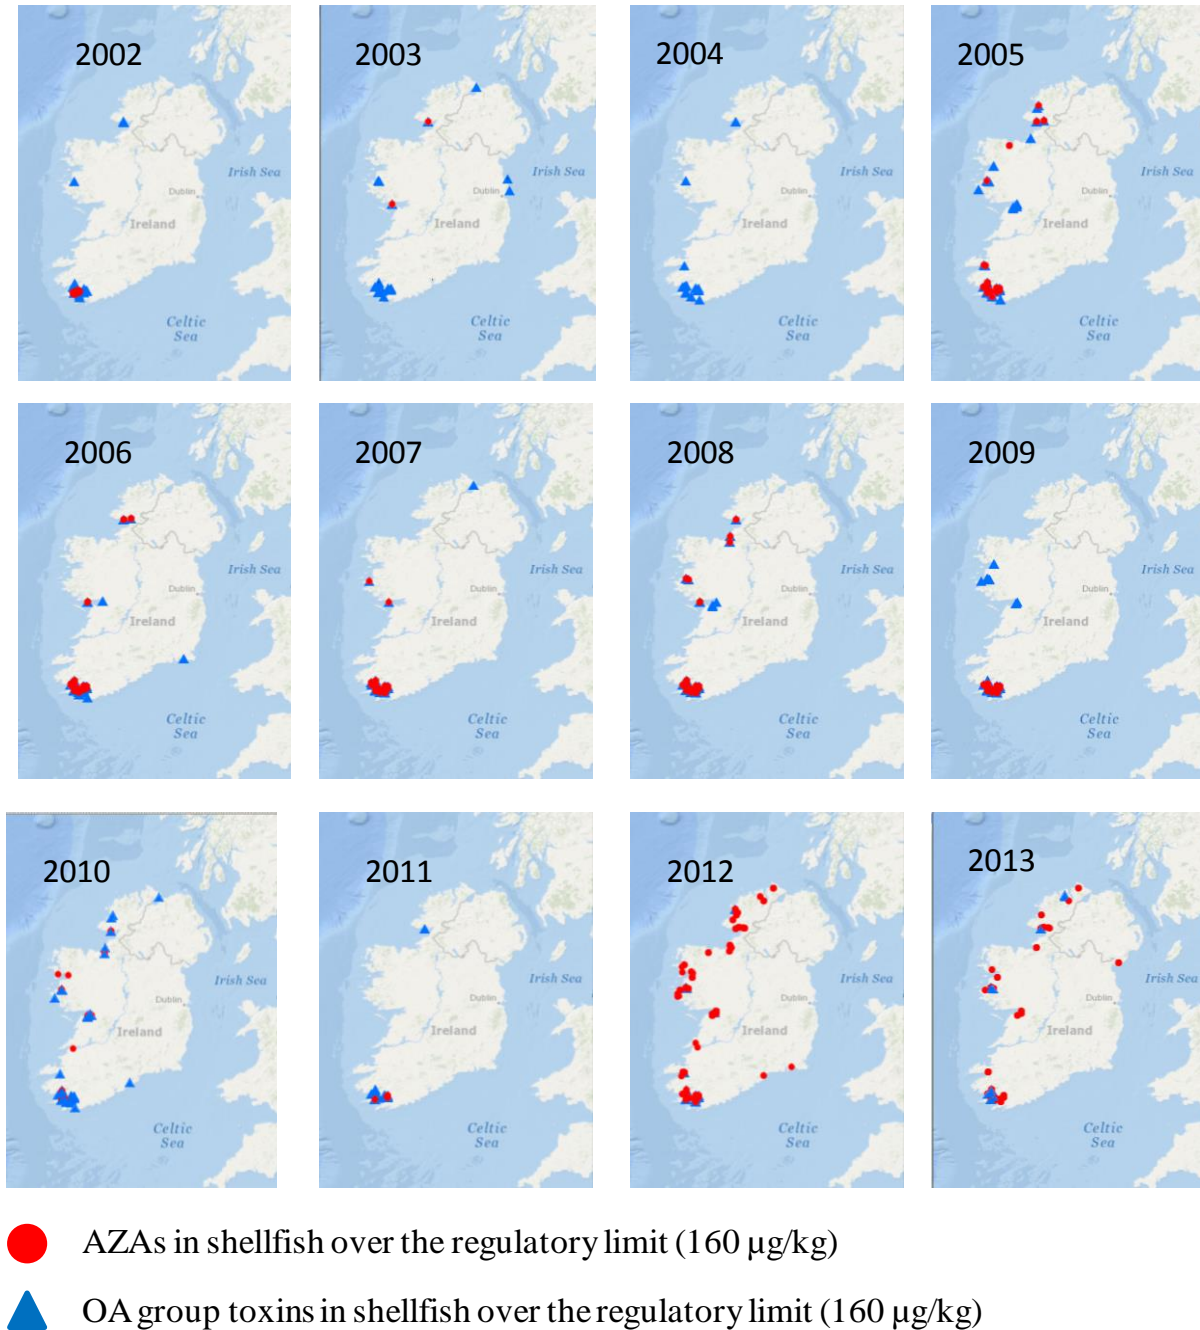 2002
2003
2004
2005
Irish Sea
Dublin
Ireland
Celtic
Sea
Irish Sea
Dublin
Ireland
Celtic
Sea
Irish Sea
Dublin
Ireland
Celtic
Sea
Irish Sea
Dublin
Ireland
Celtic
Sea
2006
2007
2008
2009
Irish Sea
Dublin
Ireland
Celtic
Sea
Irish Sea
Dublin
Ireland
Celtic
Sea
Irish Sea
Dublin
Ireland
Celtic
Sea
Irish Sea
Dublin
Ireland
Celtic
Sea
2010
2011
2012
2013
Irish Sea
Dublin
Ireland
Celtic
Sea
Irish Sea
Dublin
Ireland
Celtic
Sea
Irish Sea
Dublin
Ireland
Celtic
Sea
Irish Sea
Dublin
Ireland
Celtic
Sea
AZAs in shellfish over the regulatory limit (160 µg/kg)
OA group toxins in shellfish over the regulatory limit (160 µg/kg)